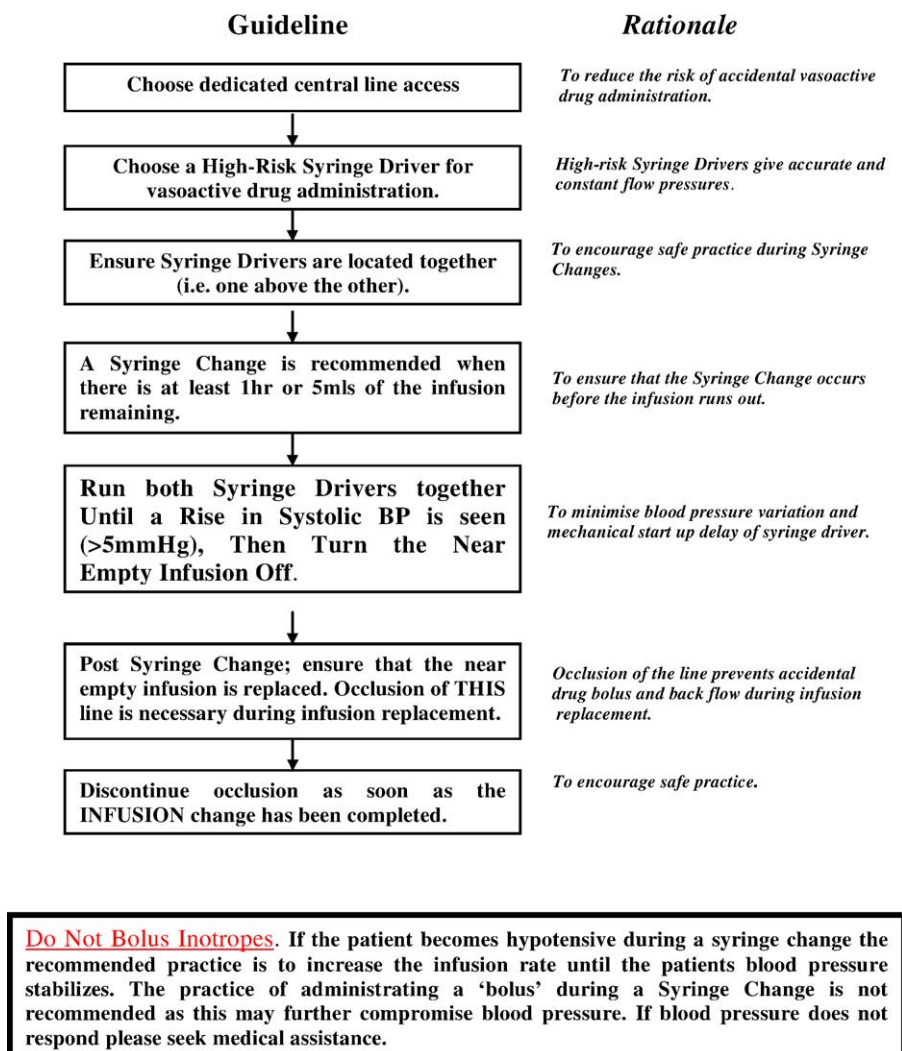 Guideline
Rationale
Choose dedicated central line access
To reduce the risk of accidental vasoactive
drug administration.
Choose a High-Risk Syringe Driver for
vasoactive drug administration.
High-risk Syringe Drivers give accurate and
constant flow pressures.
Ensure Syringe Drivers are located together
(i.e. one above the other).
To encourage safe practice during Syringe
Changes.
A Syringe Change is recommended when
there is at least 1hr or 5mls of the infusion
remaining.
To ensure that the Syringe Change occurs
before the infusion runs out.
Run both Syringe Drivers together
Until a Rise in Systolic BP is seen
(>5mmHg), Then Turn the Near
Empty Infusion Off.
To minimise blood pressure variation and
mechanical start up delay of syringe driver.
Post Syringe Change; ensure that the near
empty infusion is replaced. Occlusion of THIS
line is necessary during infusion replacement.
Occlusion of the line prevents accidental
drug bolus and back flow during infusion
replacement.
Discontinue occlusion as soon as the
INFUSION change has been completed.
To encourage safe practice.
Do Not Bolus Inotropes. If the patient becomes hypotensive during a syringe change the
recommended practice is to increase the infusion rate until the patients blood pressure
stabilizes. The practice of administrating a ‘bolus’ during a Syringe Change is not
recommended as this may further compromise blood pressure. If blood pressure does not
respond please seek medical assistance.